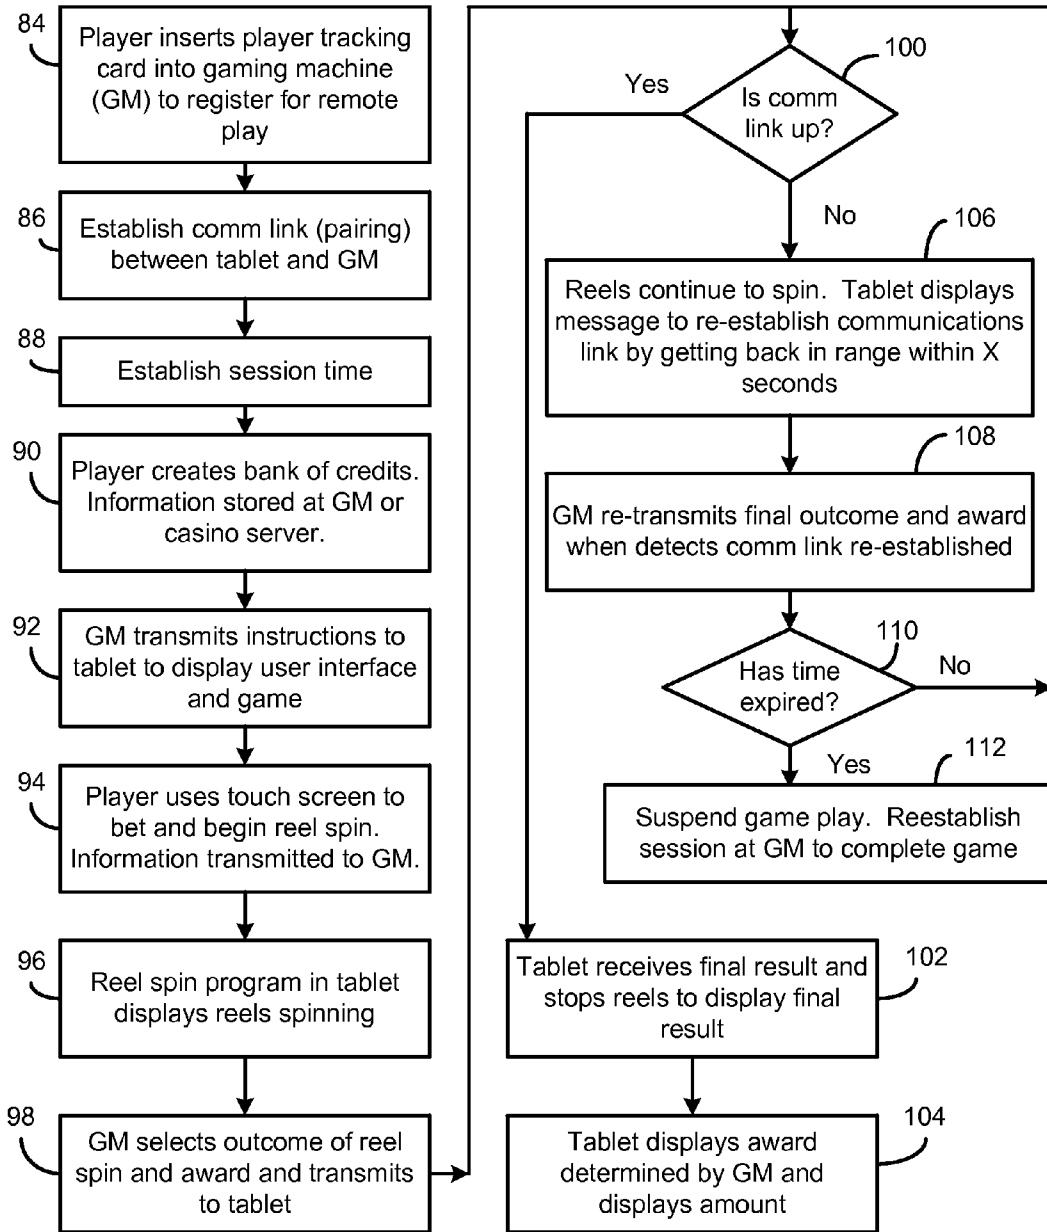 84
Player inserts player tracking
card into gaming machine
(GM) to register for remote
play
86
Establish comm link (pairing)
between tablet and GM
88
Establish session time
90
Player creates bank of credits.
Information stored at GM or
casino server.
92
GM transmits instructions to
tablet to display user interface
and game
94
Player uses touch screen to
bet and begin reel spin.
Information transmitted to GM.
96
Reel spin program in tablet
displays reels spinning
98
GM selects outcome of reel
spin and award and transmits
to tablet
100
Is comm
link up?
Yes
No
106
Reels continue to spin. Tablet displays
message to re-establish communications
link by getting back in range within X
seconds
108
GM re-transmits final outcome and award
when detects comm link re-established
110
Has time
expired?
No
Yes
112
Suspend game play. Reestablish
session at GM to complete game
102
Tablet receives final result and
stops reels to display final
result
104
Tablet displays award
determined by GM and
displays amount